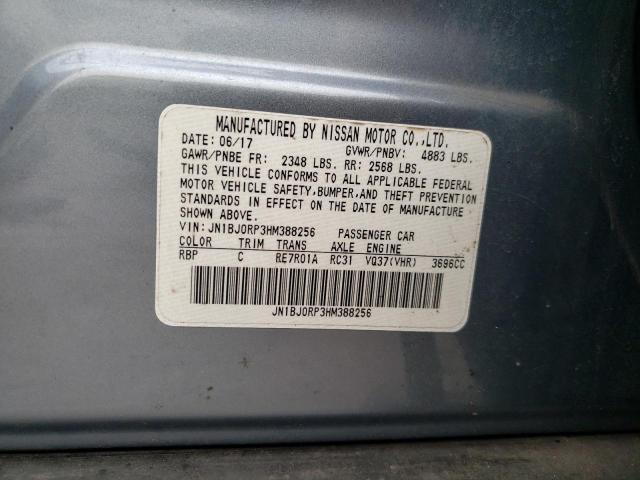 MANUFACTURED BY NISSAN MOTOR CO.,LTD.
DATE: 06/17 GVWR/PNBV: 4883 LBS.
GAWR/PNBE FR: 2348 LBS. RR: 2568 LBS.
THIS VEHICLE CONFORMS TO ALL APPLICABLE FEDERAL
MOTOR VEHICLE SAFETY,BUMPER,AND THEFT PREVENTION
STANDARDS IN EFFECT ON THE DATE OF MANUFACTURE
SHOWN ABOVE.
VIN: JN1BJ0RP3HM388256 PASSENGER CAR
COLOR TRIM TRANS AXLE ENGINE
RBP C RE7R01A RC31 VQ37(VHR) 3696CC
JN1BJ0RP3HM388256